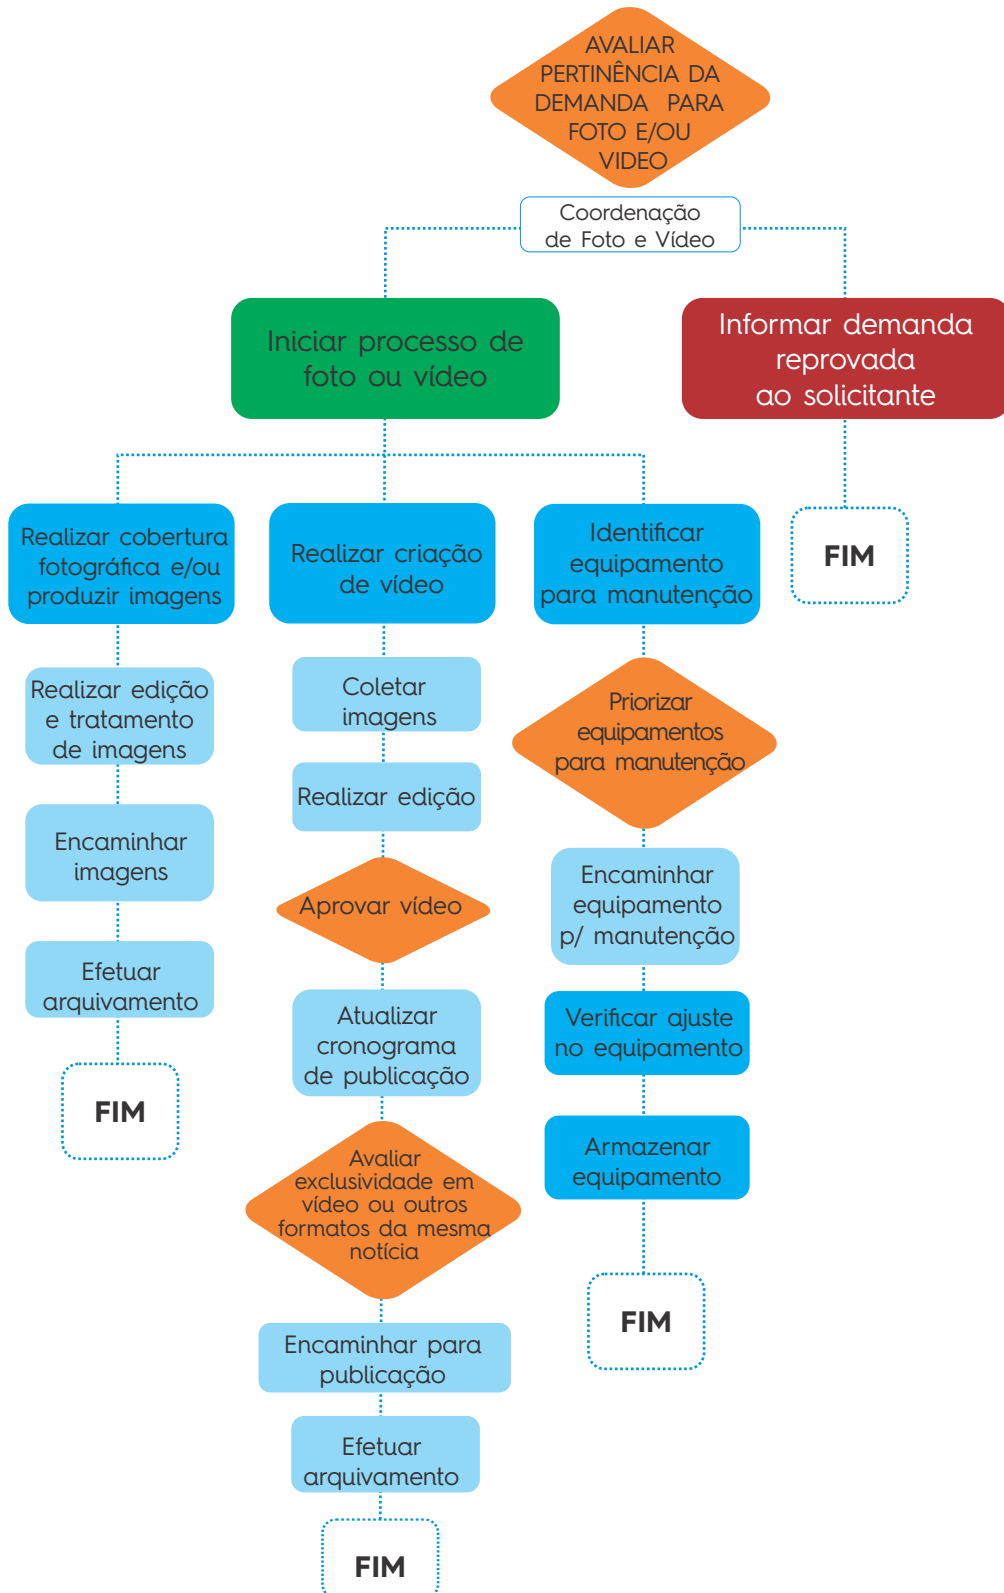 AVALIAR
PERTINÊNCIA DA
DEMANDA PARA
FOTO E/OU
VIDEO
Coordenação
de Foto e Vídeo
Iniciar processo de
foto ou vídeo
Informar demanda
reprovada
ao solicitante
FIM
Realizar cobertura
fotográfica e/ou
produzir imagens
Realizar edição
e tratamento
de imagens
Encaminhar
imagens
Efetuar
arquivamento
FIM
Realizar criação
de vídeo
Coletar
imagens
Realizar edição
Aprovar vídeo
Atualizar
cronograma
de publicação
Avaliar
exclusividade em
vídeo ou outros
formatos da mesma
notícia
Encaminhar para
publicação
Efetuar
arquivamento
FIM
Identificar
equipamento
para manutenção
Priorizar
equipamentos
para manutenção
Encaminhar
equipamento
p/ manutenção
Verificar ajuste
no equipamento
Armazenar
equipamento
FIM